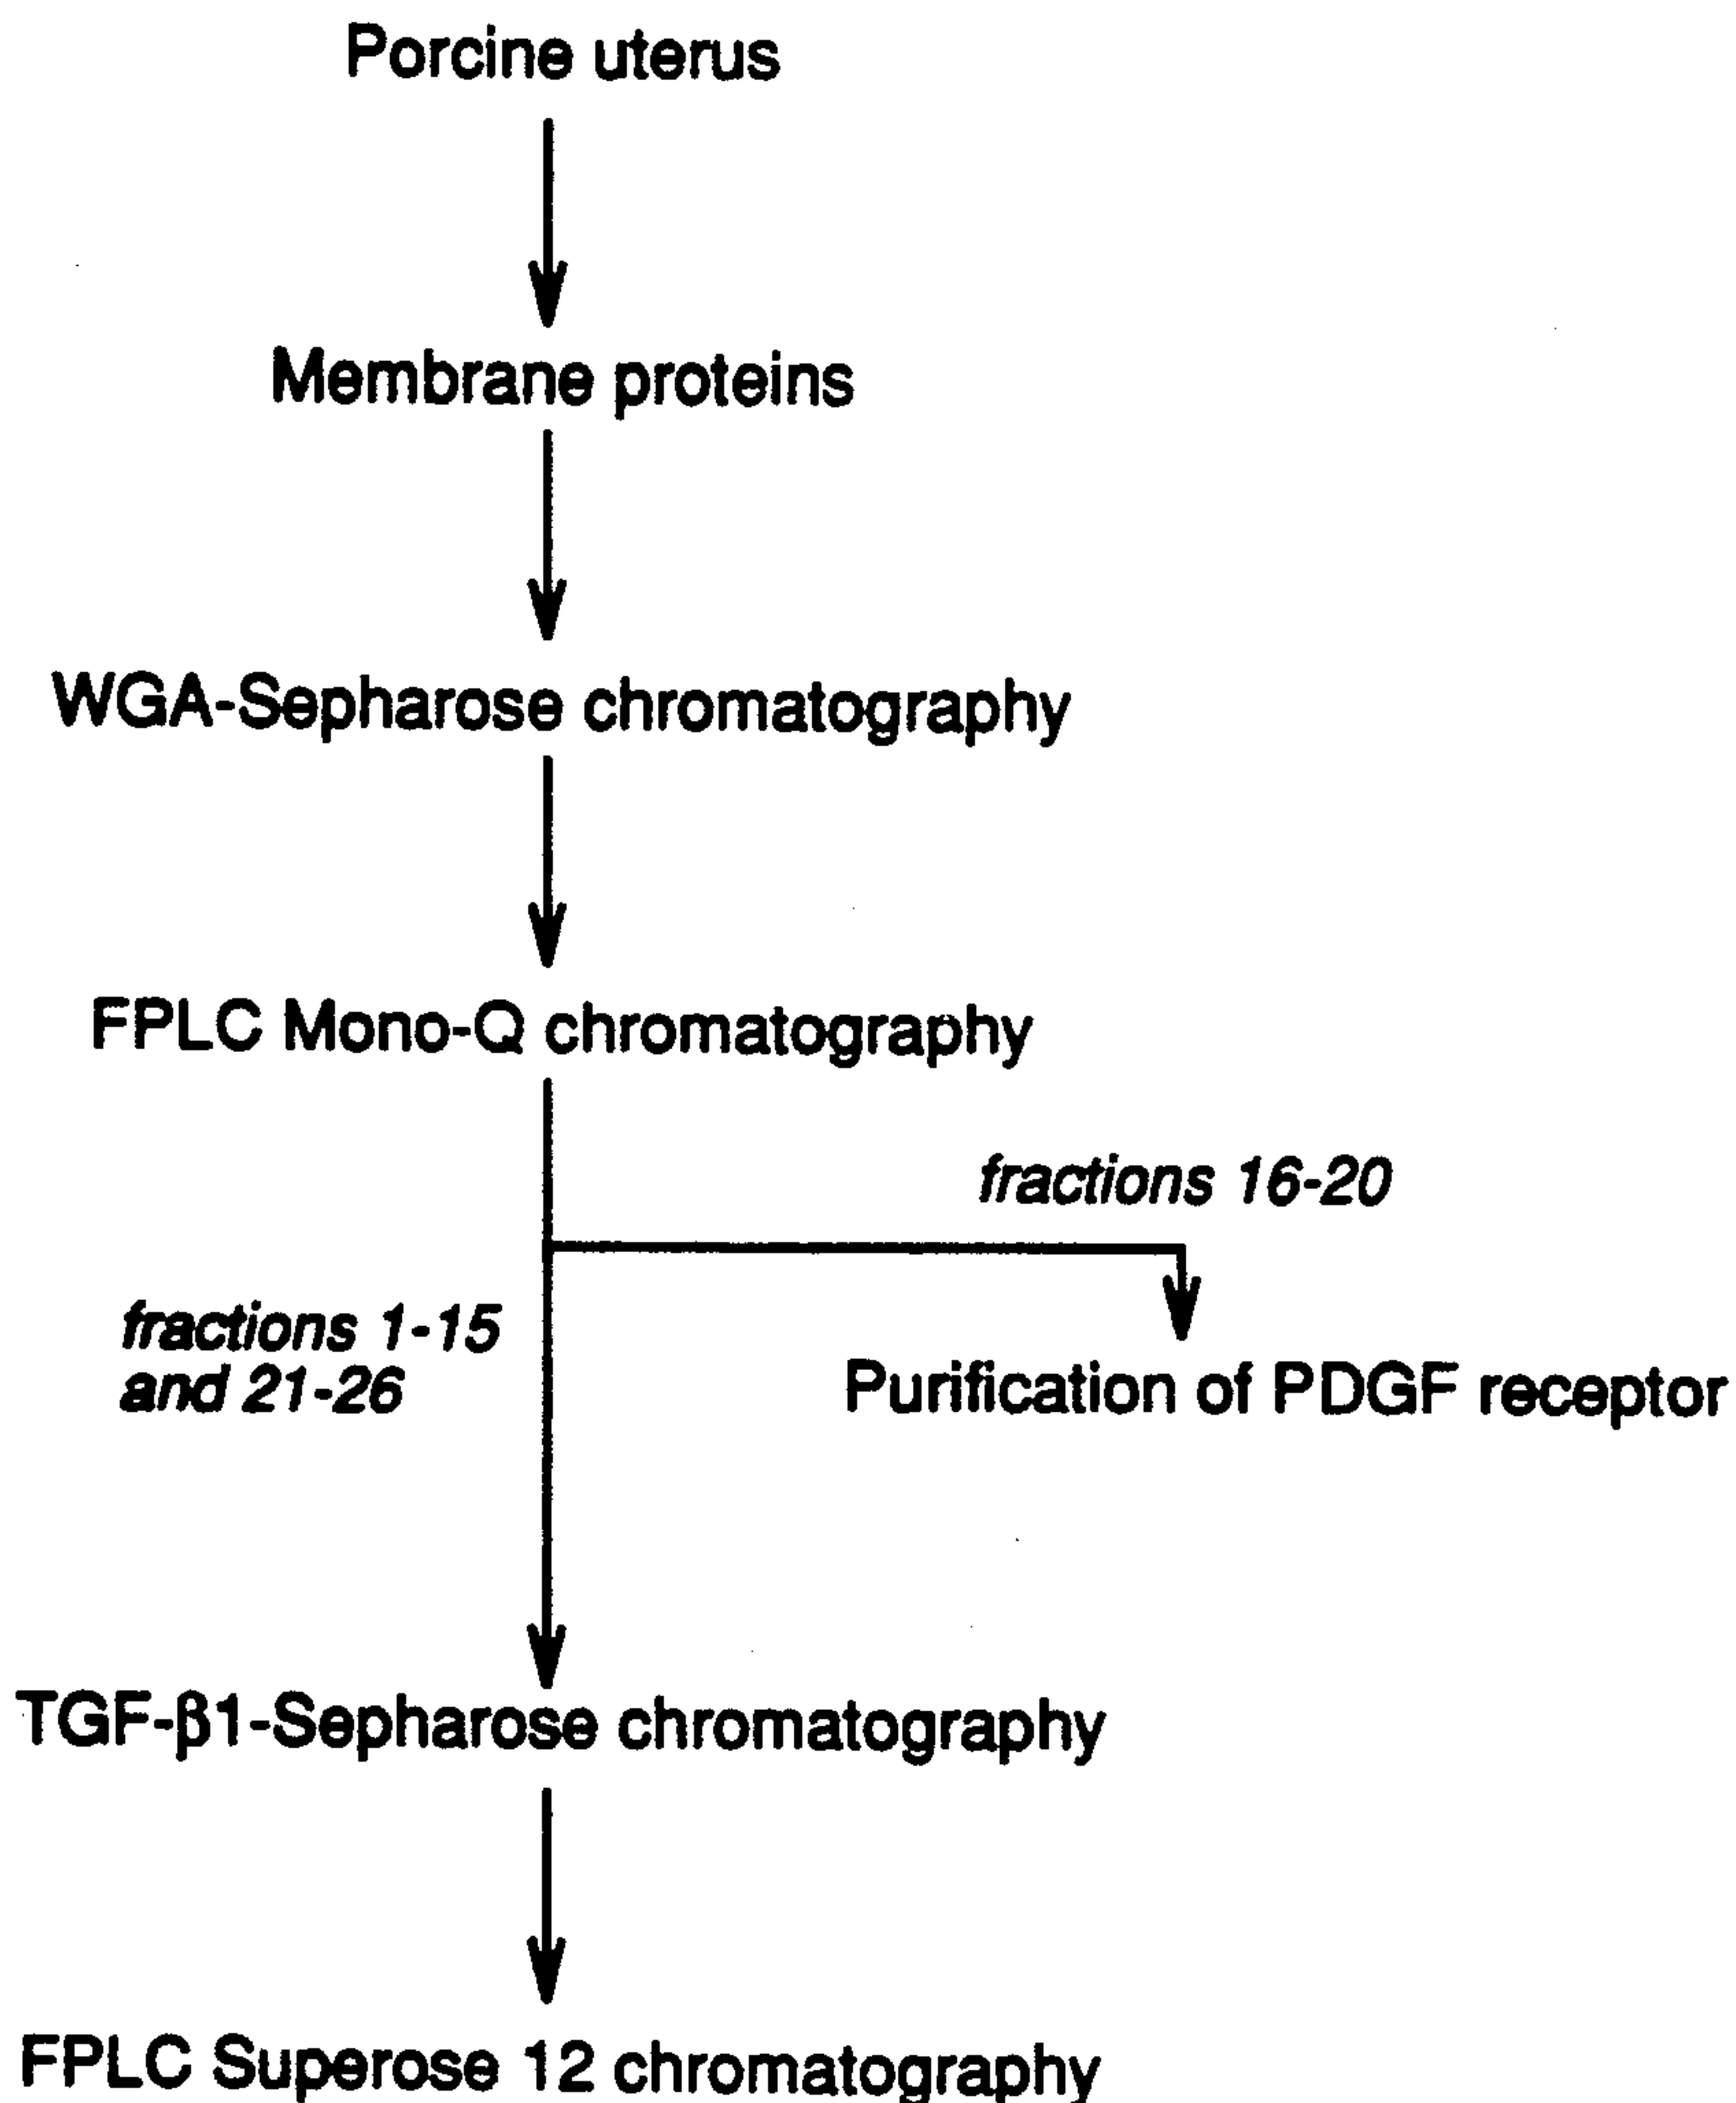 Porcine uterus
Membrane proteins
WGA-Sepharose chromatography
FPLC Mono-Q chromatography
fractions 16-20
fractions 1-15
and 21-26
Purification of PDGF receptor
TGF-β1-Sepharose chromatography
FPLC Superose 12 chromatography